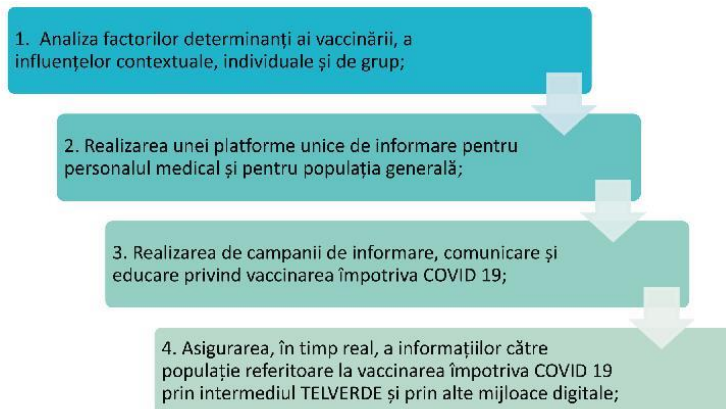 1. Analiza factorilor determinanți ai vaccinării, a
influențelor contextuale, individuale și de grup;
2. Realizarea unei platforme unice de informare pentru
personalul medical și pentru populația generală;
3. Realizarea de campanii de informare, comunicare și
educare privind vaccinarea împotriva COVID 19;
4. Asigurarea, în timp real, a informațiilor către
populație referitoare la vaccinarea împotriva COVID 19
prin intermediul TELVERDE și prin alte mijloace digitale;